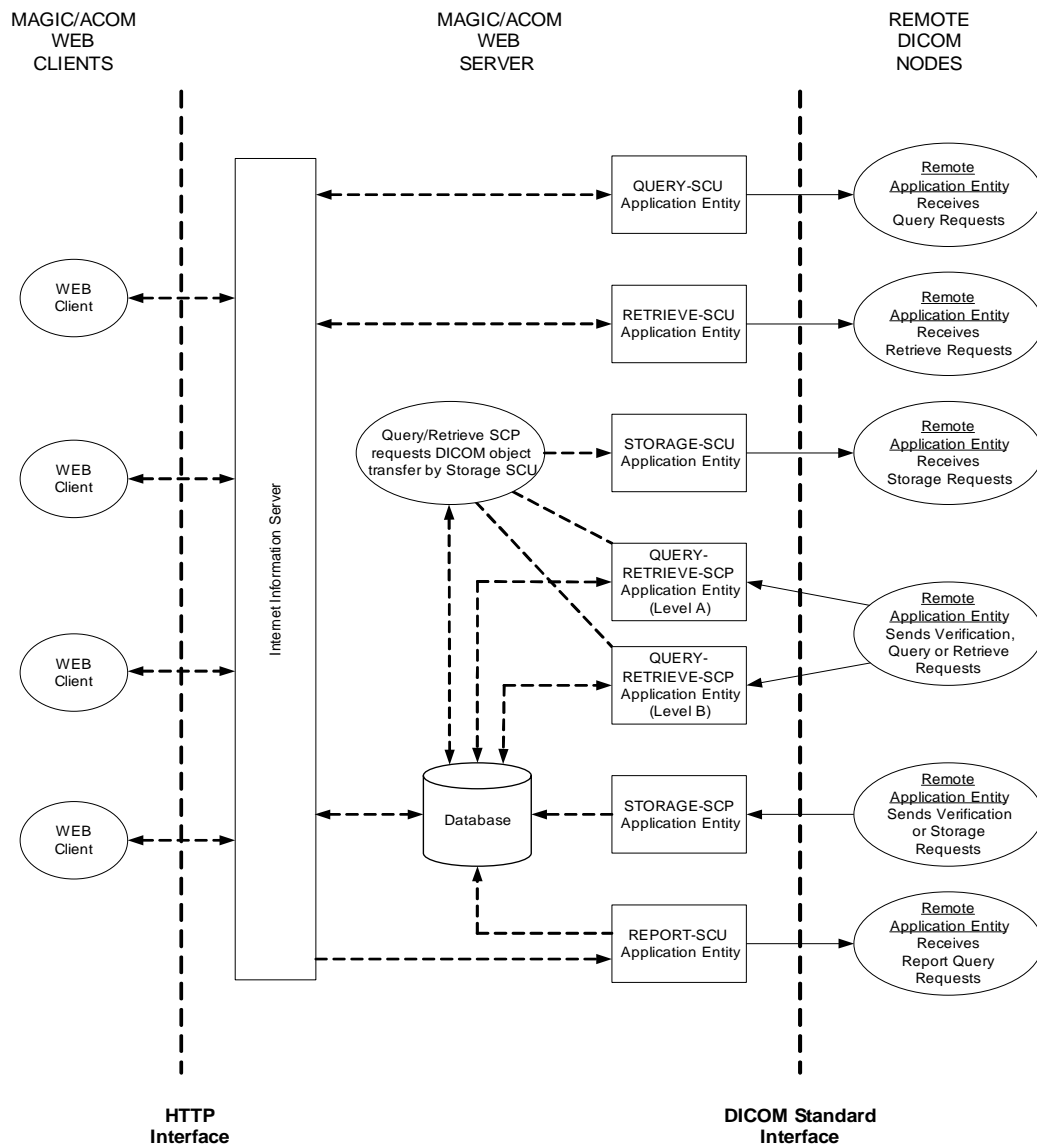 MAGIC/ACOM
WEB
CLIENTS
MAGIC/ACOM
WEB
SERVER
REMOTE
DICOM
NODES
QUERY-SCU
Application Entity
Remote
Application Entity
Receives
Query Requests
WEB
Client
RETRIEVE-SCU
Application Entity
Remote
Application Entity
Receives
Retrieve Requests
Query/Retrieve SCP
requests DICOM object
transfer by Storage SCU
STORAGE-SCU
Application Entity
Remote
Application Entity
Receives
Storage Requests
WEB
Client
Internet Information Server
QUERY-
RETRIEVE-SCP
Application Entity
(Level A)
Remote
Application Entity
Sends Verification,
Query or Retrieve
Requests
WEB
Client
QUERY-
RETRIEVE-SCP
Application Entity
(Level B)
Database
STORAGE-SCP
Application Entity
Remote
Application Entity
Sends Verification
or Storage
Requests
WEB
Client
REPORT-SCU
Application Entity
Remote
Application Entity
Receives
Report Query
Requests
HTTP
Interface
DICOM Standard
Interface